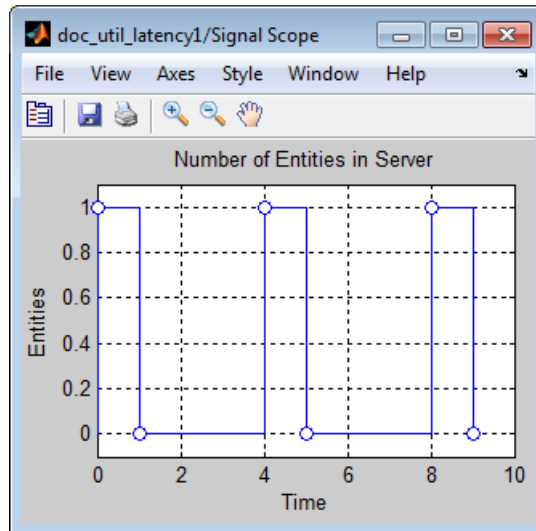 doc_util_latency1/Signal Scope
File View Axes Style Window Help
Number of Entities in Server
1
0.8
0.6
0.4
0.2
0
Entities
0 2 4 6 8 10
Time